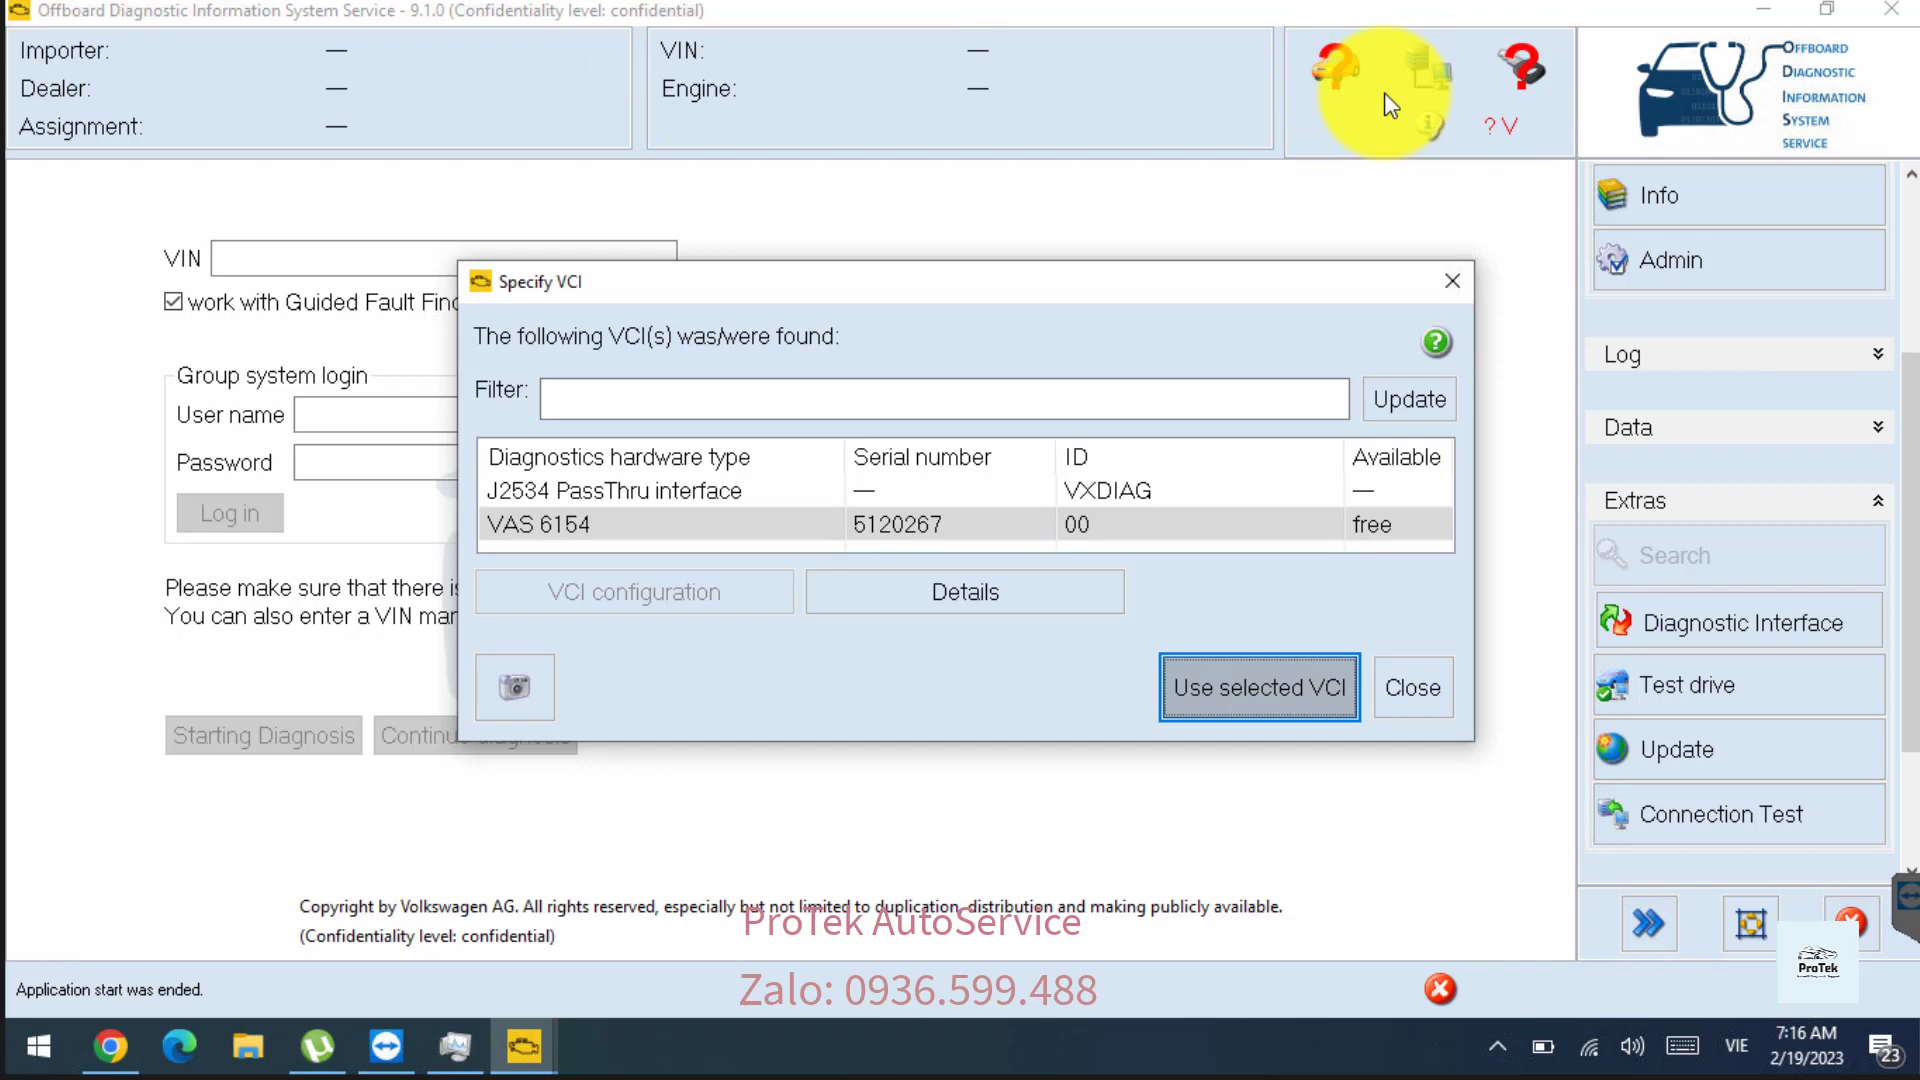 Offboard Diagnostic Information System Service - 9.1.0 (Confidentiality level: confidential)
Importer: —
Dealer: —
Assignment: —
VIN: —
Engine: —
? V
OFFBOARD
DIAGNOSTIC
INFORMATION
SYSTEM
SERVICE
VIN
work with Guided Fault Find
Group system login
User name
Password
Log in
Please make sure that there is
You can also enter a VIN man
Starting Diagnosis
Continue diagnosis
Specify VCI
The following VCI(s) was/were found:
Filter:
Update
Diagnostics hardware type Serial number ID Available
J2534 PassThru interface — VXDIAG —
VAS 6154 5120267 00 free
VCI configuration
Details
Use selected VCI
Close
Info
Admin
Log
Data
Extras
Search
Diagnostic Interface
Test drive
Update
Connection Test
Copyright by Volkswagen AG. All rights reserved, especially but not limited to duplication, distribution and making publicly available.
(Confidentiality level: confidential)
ProTek AutoService
Zalo: 0936.599.488
ProTek
Application start was ended.
VIE
7:16 AM
2/19/2023
23